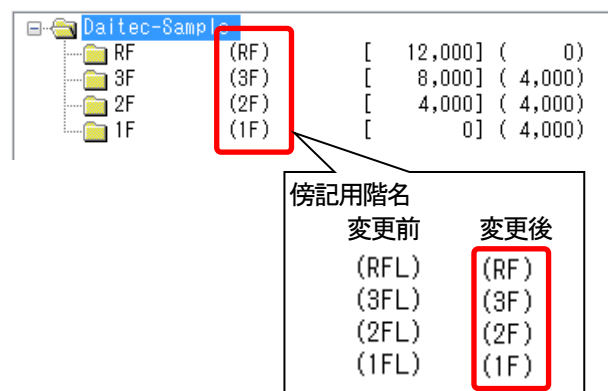 Daitec-Sample
RF (RF) [ 12,000] ( 0)
3F (3F) [ 8,000] ( 4,000)
2F (2F) [ 4,000] ( 4,000)
1F (1F) [ 0] ( 4,000)
傍記用階名
変更前 変更後
(RFL) (RF)
(3FL) (3F)
(2FL) (2F)
(1FL) (1F)